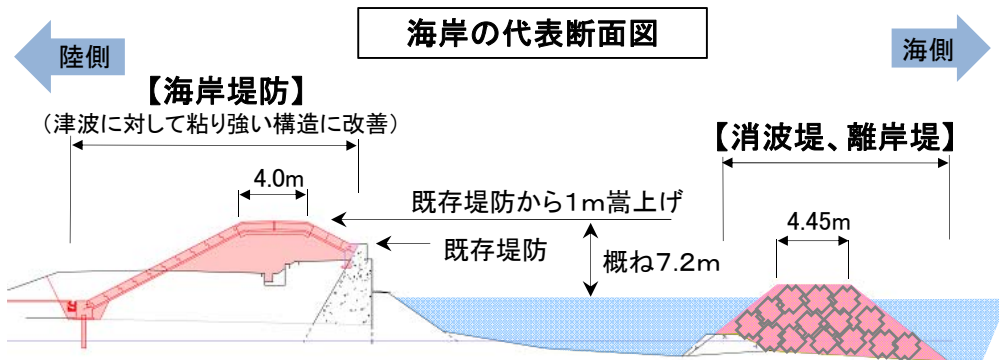 海岸の代表断面図
陸側
海側
【海岸堤防】
(津波に対して粘り強い構造に改善)
【消波堤、離岸堤】
4.0m
既存堤防から1m嵩上げ
4.45m
既存堤防
概ね7.2m